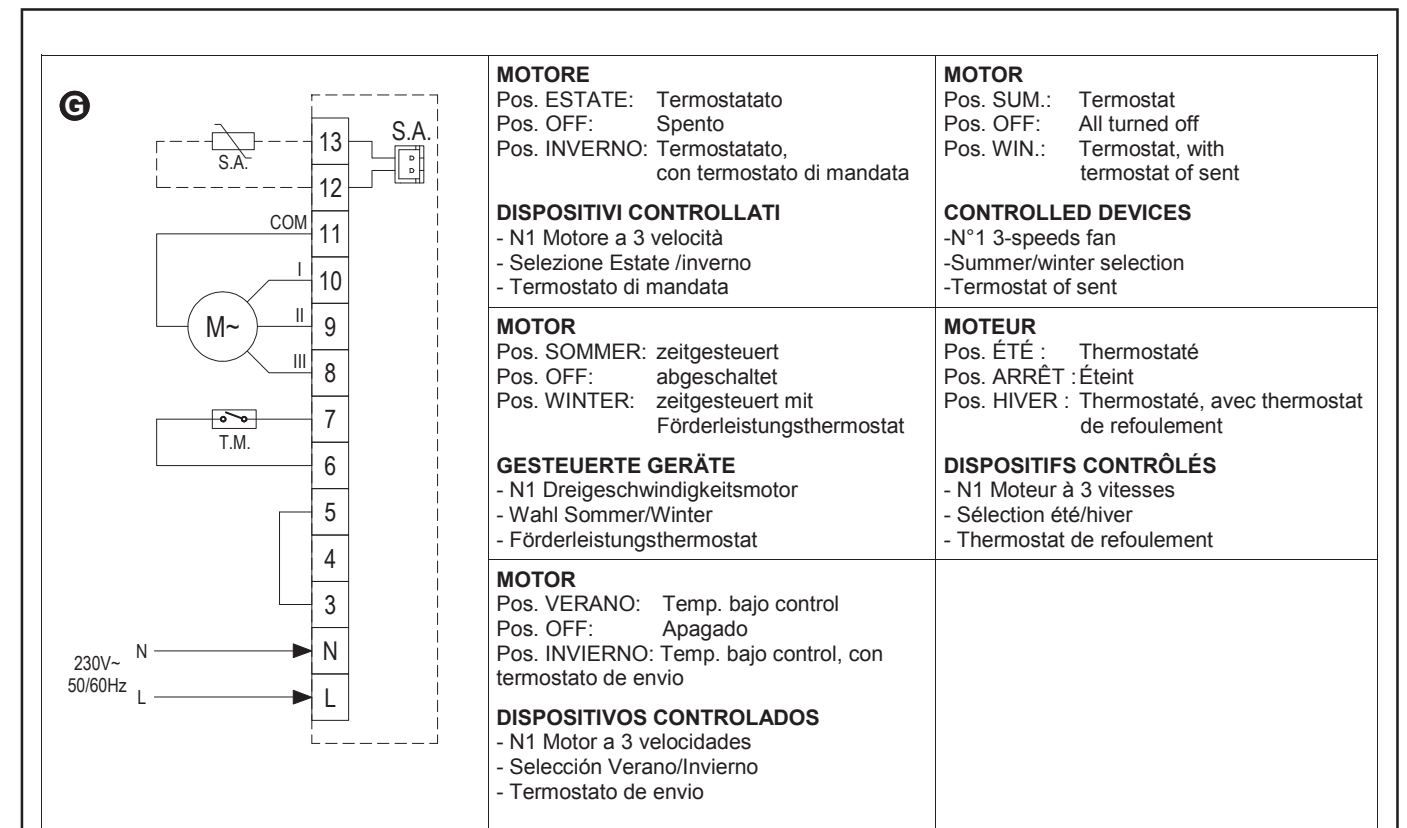 G
S.A.
S.A.
13
12
COM
11
I
10
M~
II
9
III
8
7
T.M.
6
5
4
3
N
N
230V~
50/60Hz
L
L
MOTORE
Pos. ESTATE: Termostatato
Pos. OFF: Spento
Pos. INVERNO: Termostatato,
con termostato di mandata
DISPOSITIVI CONTROLLATI
- N1 Motore a 3 velocità
- Selezione Estate /inverno
- Termostato di mandata
MOTOR
Pos. SUM.: Termostat
Pos. OFF: All turned off
Pos. WIN.: Termostat, with
termostat of sent
CONTROLLED DEVICES
-N°1 3-speeds fan
-Summer/winter selection
-Termostat of sent
MOTOR
Pos. SOMMER: zeitgesteuert
Pos. OFF: abgeschaltet
Pos. WINTER: zeitgesteuert mit
Förderleistungsthermostat
GESTEUERTE GERÄTE
- N1 Dreigeschwindigkeitsmotor
- Wahl Sommer/Winter
- Förderleistungsthermostat
MOTEUR
Pos. ÉTÉ : Thermostaté
Pos. ARRÊT : Éteint
Pos. HIVER : Thermostaté, avec thermostat
de refoulement
DISPOSITIFS CONTRÔLÉS
- N1 Moteur à 3 vitesses
- Sélection été/hiver
- Thermostat de refoulement
MOTOR
Pos. VERANO: Temp. bajo control
Pos. OFF: Apagado
Pos. INVIERNO: Temp. bajo control, con
termostato de envio
DISPOSITIVOS CONTROLADOS
- N1 Motor a 3 velocidades
- Selección Verano/Invierno
- Termostato de envio